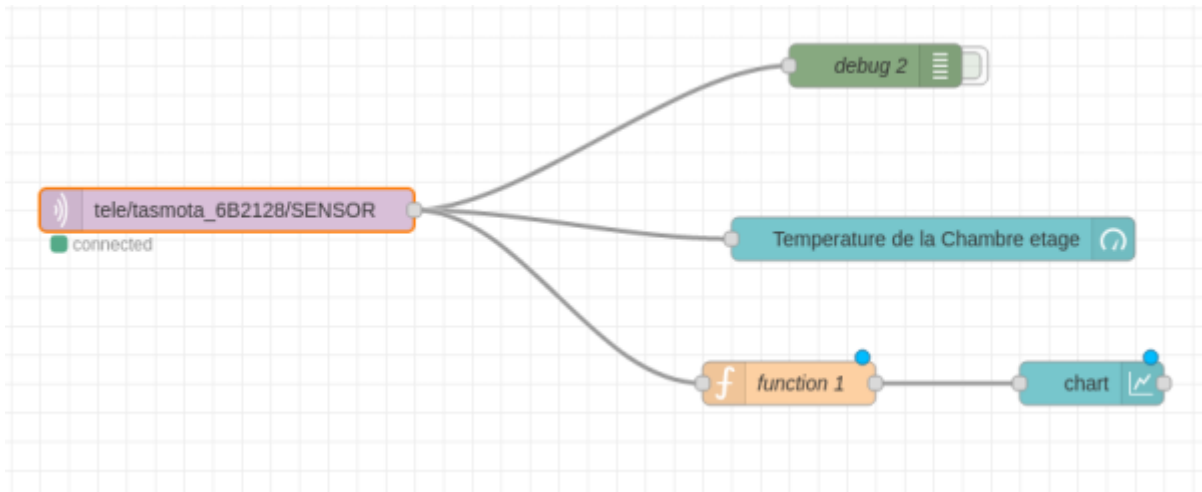 debug 2
tele/tasmota_6B2128/SENSOR
connected
Temperature de la Chambre etage
function 1
chart